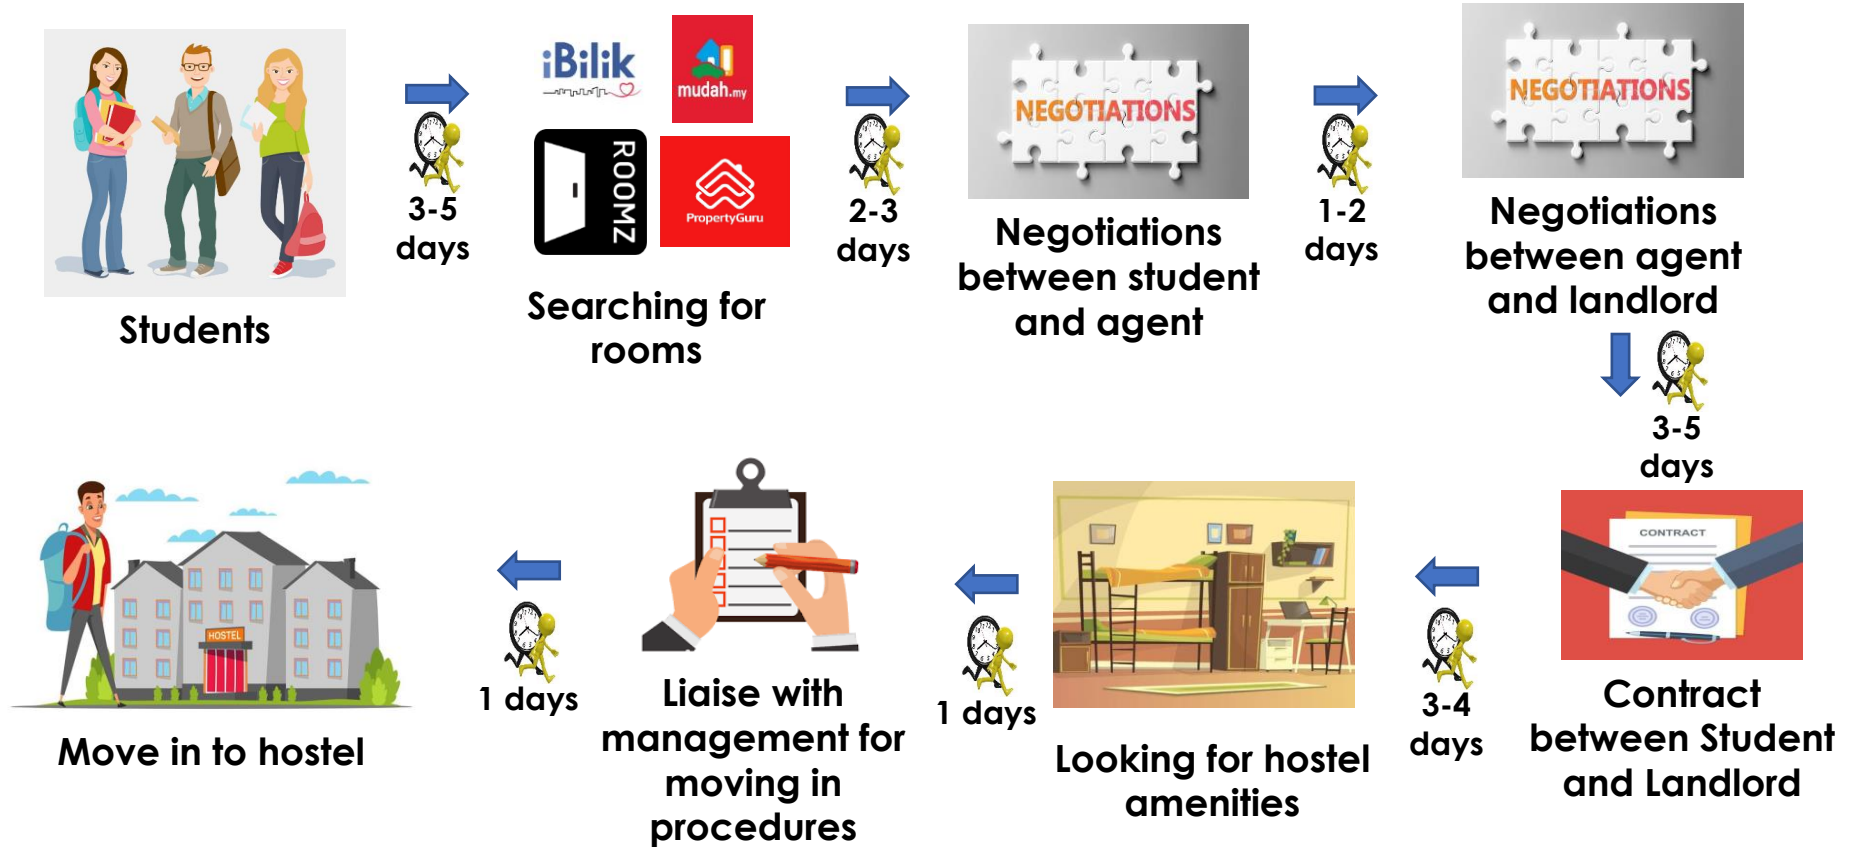 iBilik
mudah.my
ROOMZ
PropertyGuru
NEGOTIATIONS
NEGOTIATIONS
3-5
days
2-3
days
1-2
days
Students
Searching for
rooms
Negotiations
between student
and agent
Negotiations
between agent
and landlord
3-5
days
CONTRACT
Contract
between Student
and Landlord
3-4
days
Looking for hostel
amenities
1 days
Liaise with
management for
moving in
procedures
1 days
HOSTEL
Move in to hostel